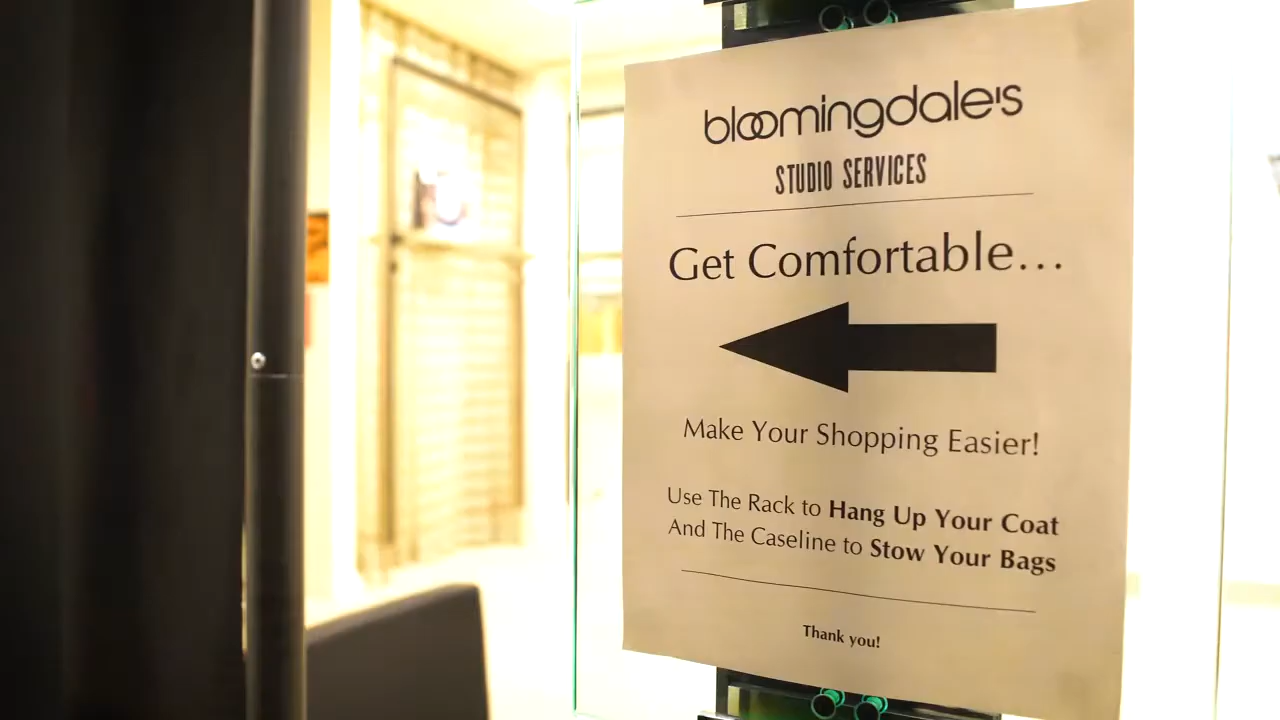 bloomingdale's
STUDIO SERVICES
Get Comfortable...
Make Your Shopping Easier!
Use The Rack to Hang Up Your Coat
And The Caseline to Stow Your Bags
Thank you!